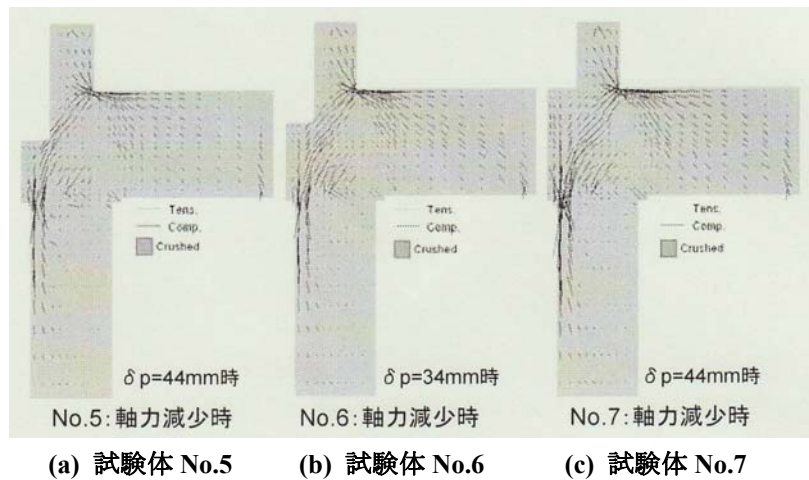 Tens.
Comp.
Crushed
δp=44mm時
No.5:軸力減少時
(a) 試験体 No.5
Tens.
Comp.
Crushed
δp=34mm時
No.6:軸力減少時
(b) 試験体 No.6
Tens.
Comp.
Crushed
δp=44mm時
No.7:軸力減少時
(c) 試験体 No.7